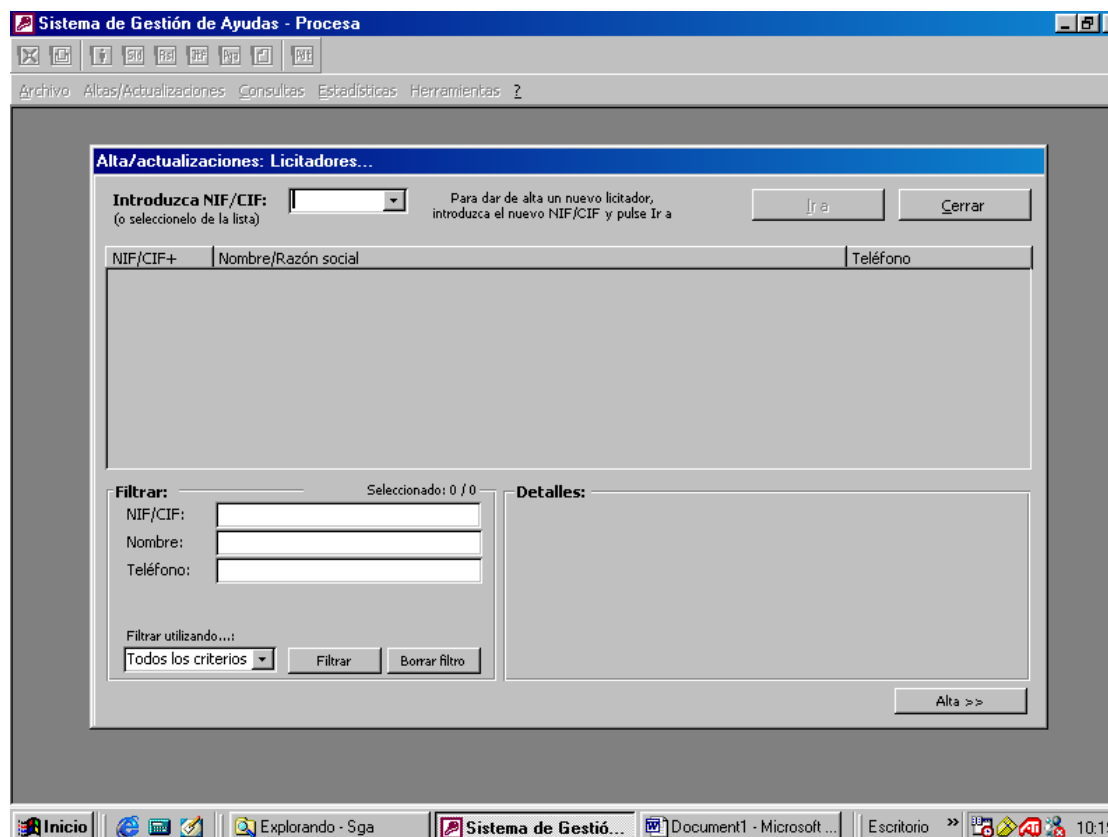 Sistema de Gestión de Ayudas - Procesa
Sld Rsl Pga
Archivo Altas/Actualizaciones Consultas Estadísticas Herramientas ?
Alta/actualizaciones: Licitadores...
Introduzca NIF/CIF:
(o seleccionelo de la lista)
Para dar de alta un nuevo licitador,
introduzca el nuevo NIF/CIF y pulse Ir a
Ir a
Cerrar
NIF/CIF+ Nombre/Razón social Teléfono
Filtrar: Seleccionado: 0 / 0
NIF/CIF:
Nombre:
Teléfono:
Filtrar utilizando...:
Todos los criterios Filtrar Borrar filtro
Detalles:
Alta >>
Inicio Explorando - Sga Sistema de Gestió... Document1 - Microsoft ... Escritorio »